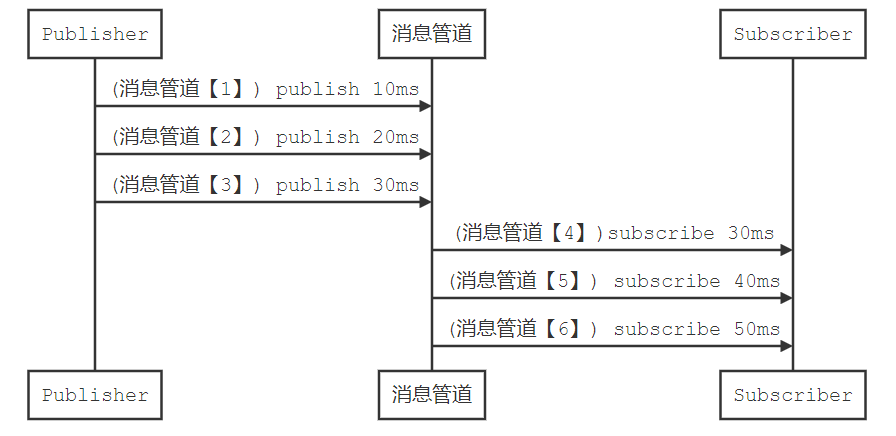 Publisher 消息管道 Subscriber
(消息管道【1】) publish 10ms
(消息管道【2】) publish 20ms
(消息管道【3】) publish 30ms
(消息管道【4】)subscribe 30ms
(消息管道【5】) subscribe 40ms
(消息管道【6】) subscribe 50ms
Publisher 消息管道 Subscriber